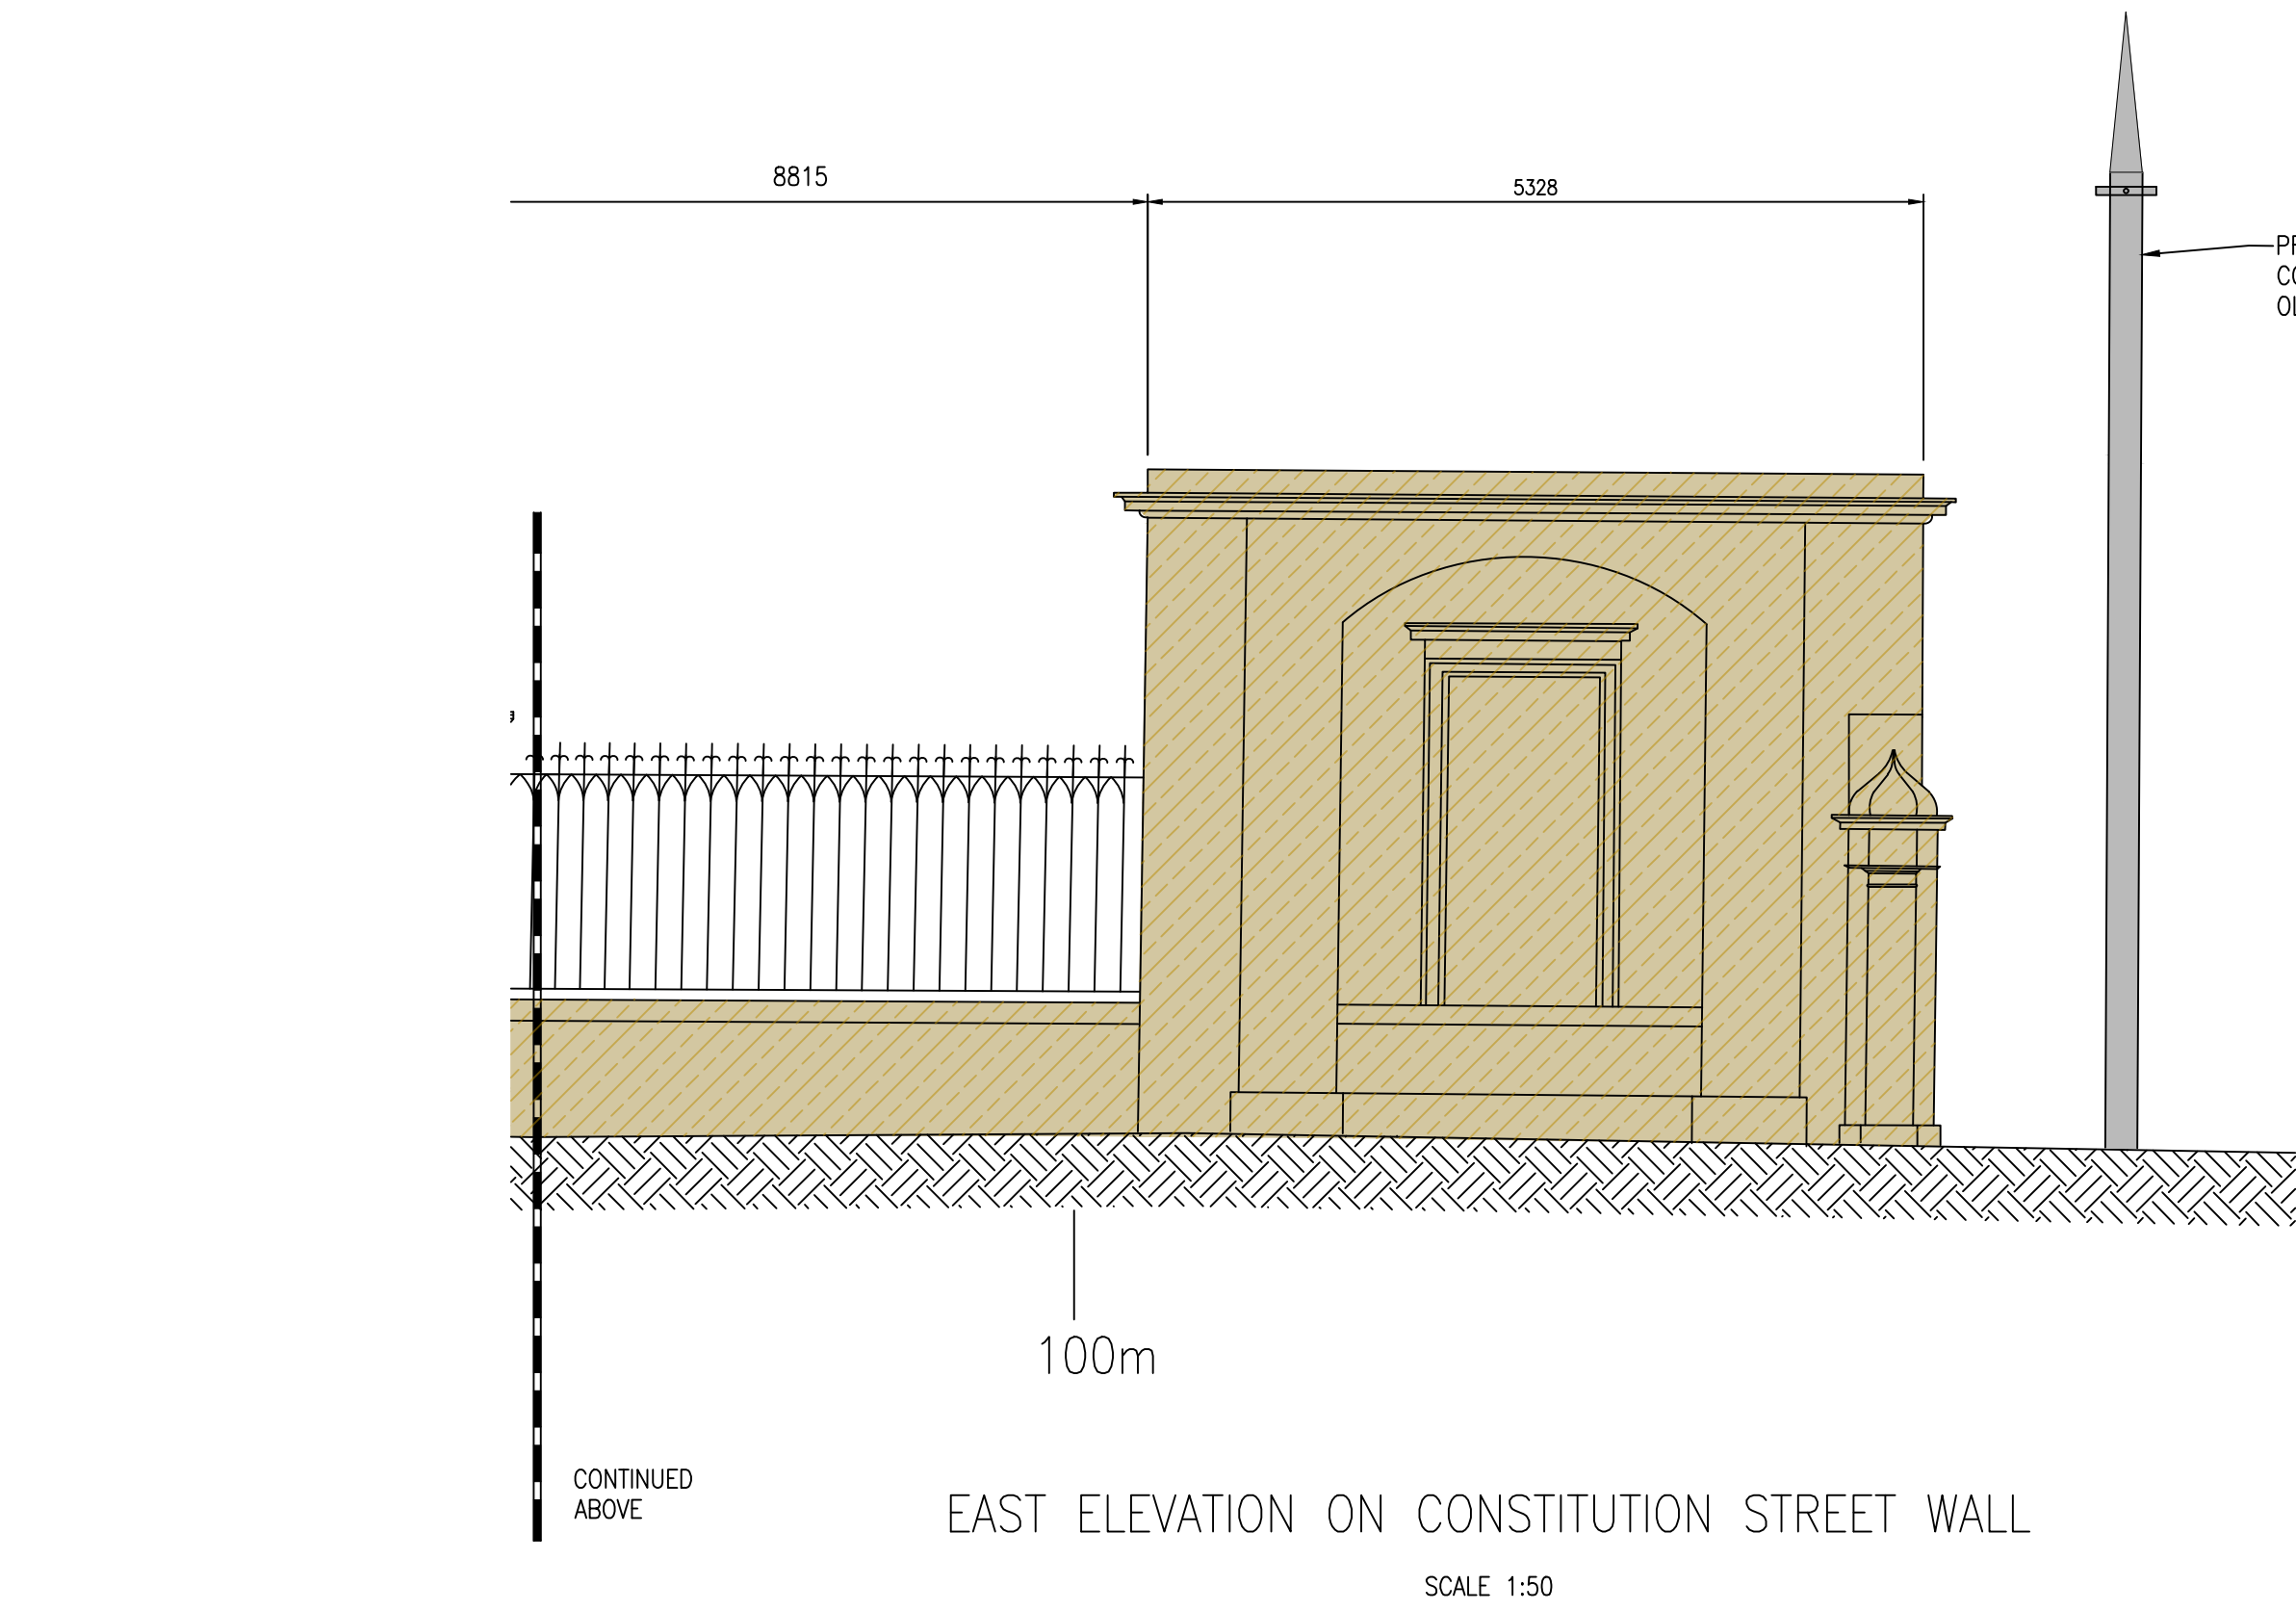 8815
5328
100m
CONTINUED
ABOVE
EAST ELEVATION ON CONSTITUTION STREET WALL
SCALE 1:50